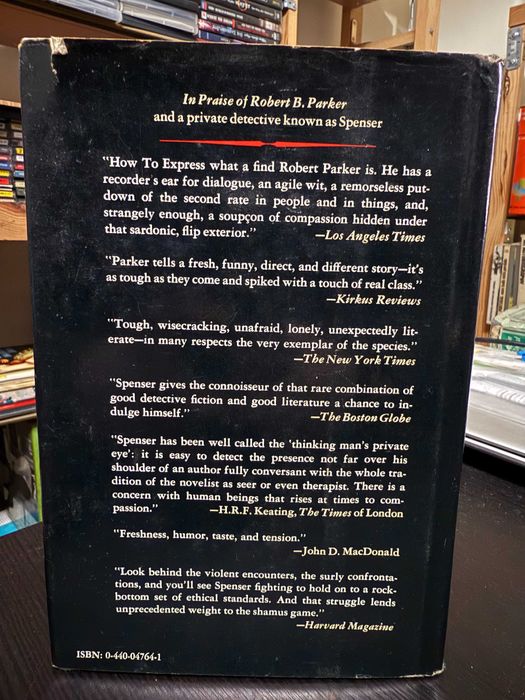 In Praise of Robert B. Parker
and a private detective known as Spenser
"How To Express what a find Robert Parker is. He has a
recorder's ear for dialogue, an agile wit, a remorseless put-
down of the second rate in people and in things, and,
strangely enough, a soupçon of compassion hidden under
that sardonic, flip exterior." —Los Angeles Times
"Parker tells a fresh, funny, direct, and different story—it's
as tough as they come and spiked with a touch of real class."
—Kirkus Reviews
"Tough, wisecracking, unafraid, lonely, unexpectedly lit-
erate—in many respects the very exemplar of the species."
—The New York Times
"Spenser gives the connoisseur of that rare combination of
good detective fiction and good literature a chance to in-
dulge himself." —The Boston Globe
"Spenser has been well called the 'thinking man's private
eye': it is easy to detect the presence not far over his
shoulder of an author fully conversant with the whole tra-
dition of the novelist as seer or even therapist. There is a
concern with human beings that rises at times to com-
passion." —H.R.F. Keating, The Times of London
"Freshness, humor, taste, and tension."
—John D. MacDonald
"Look behind the violent encounters, the surly confronta-
tions, and you'll see Spenser fighting to hold on to a rock-
bottom set of ethical standards. And that struggle lends
unprecedented weight to the shamus game."
—Harvard Magazine
ISBN: 0-440-04764-1